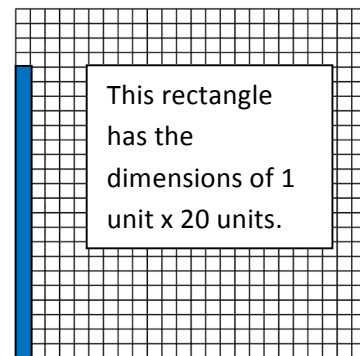 This rectangle
has the
dimensions of 1
unit x 20 units.